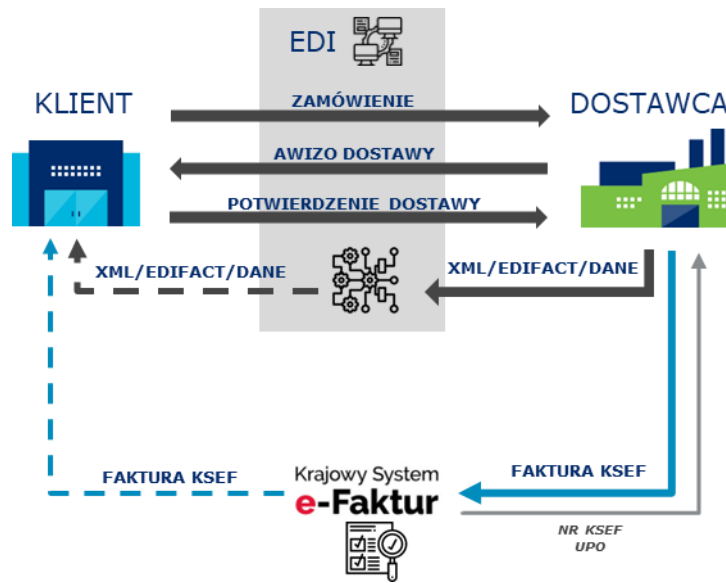 EDI
KLIENT
DOSTAWCA
ZAMÓWIENIE
AWIZO DOSTAWY
POTWIERDZENIE DOSTAWY
XML/EDIFACT/DANE
XML/EDIFACT/DANE
FAKTURA KSEF
Krajowy System
e-Faktur
FAKTURA KSEF
NR KSEF
UPO